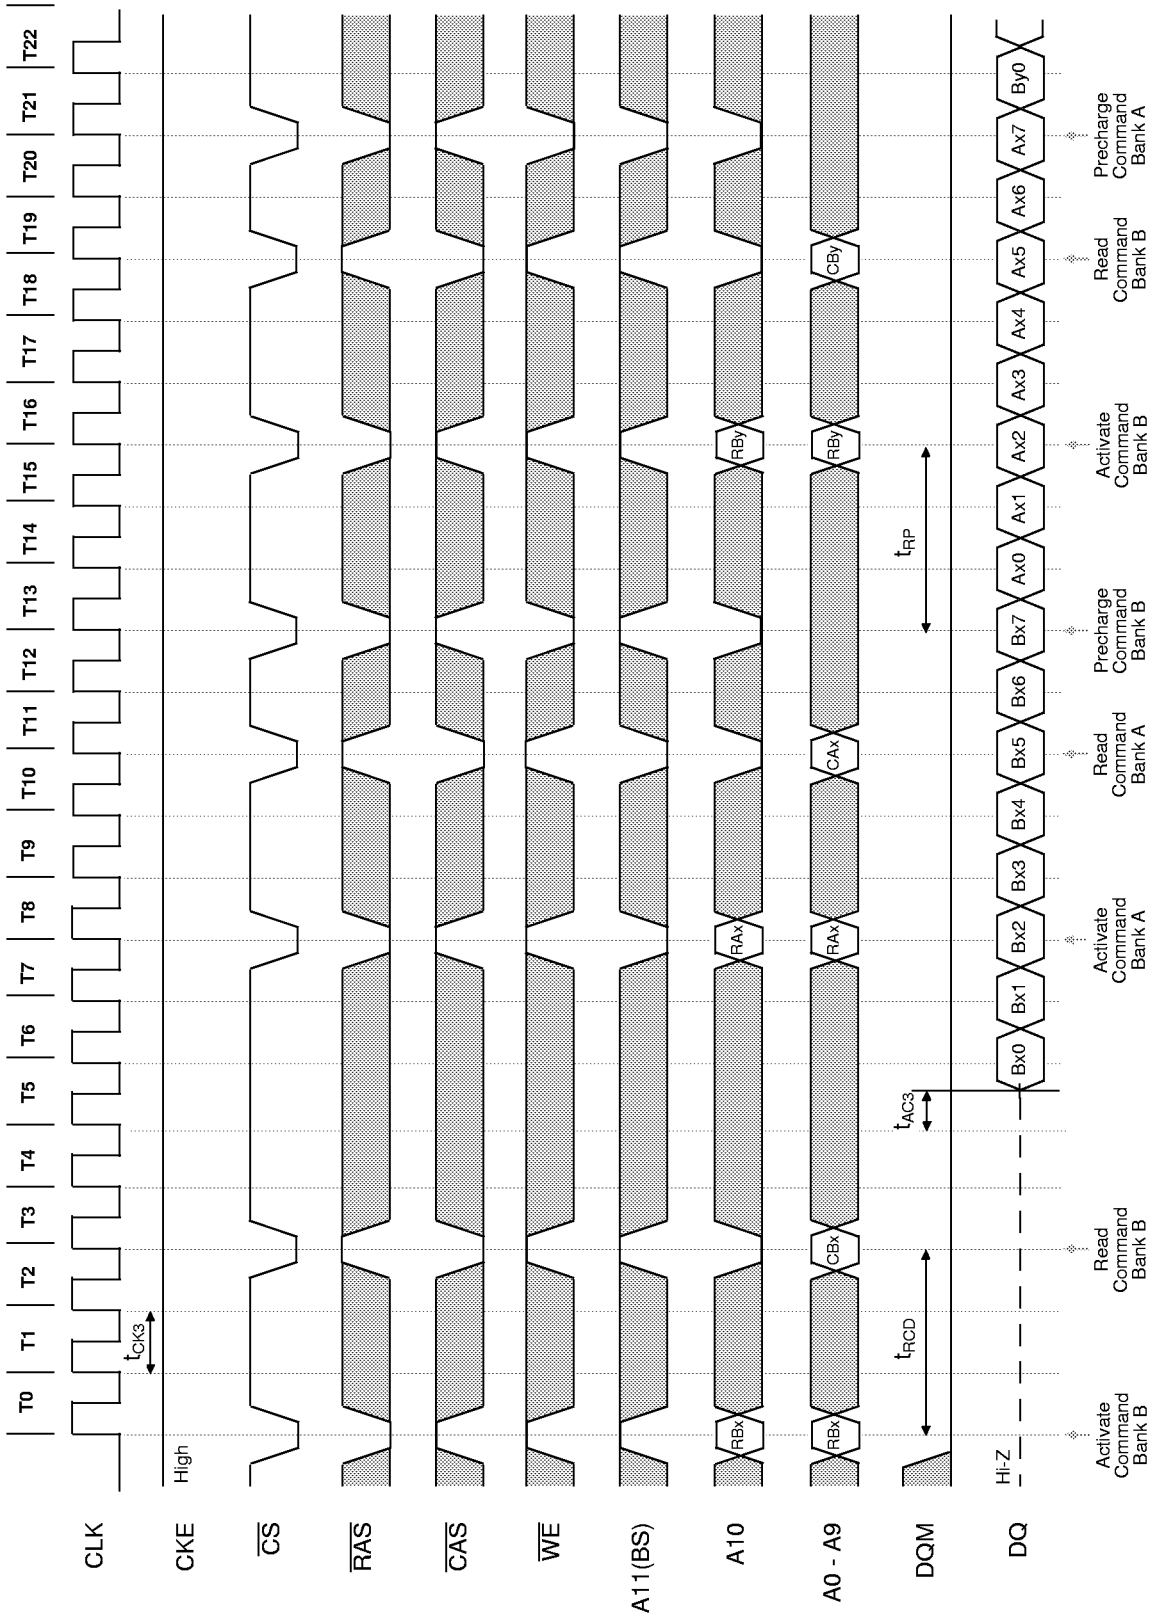 T0 T1 T2 T3 T4 T5 T6 T7 T8 T9 T10 T11 T12 T13 T14 T15 T16 T17 T18 T19 T20 T21 T22
CLK
tCK3
CKE
High
CS
RAS
CAS
WE
A11(BS)
A10
RBx RAx RBy
A0 - A9
RBx CBx RAx CAx RBy CBy
DQM
tRCD tAC3 tRP
DQ
Hi-Z
Bx0 Bx1 Bx2 Bx3 Bx4 Bx5 Bx6 Bx7 Ax0 Ax1 Ax2 Ax3 Ax4 Ax5 Ax6 Ax7 By0
Activate
Command
Bank B
Read
Command
Bank B
Activate
Command
Bank A
Read
Command
Bank A
Precharge
Command
Bank B
Activate
Command
Bank B
Read
Command
Bank B
Precharge
Command
Bank A